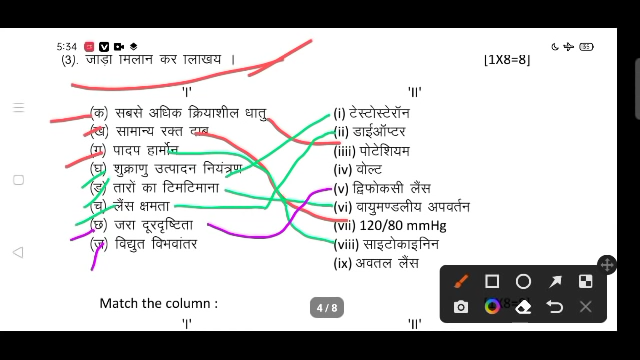 5:34 55
(3). जोड़ी मिलान कर लिखिये । [1X8=8]
'I' 'II'
(क) सबसे अधिक क्रियाशील धातु (i) टेस्टोस्टेरॉन
(ख) सामान्य रक्त दाब (ii) डाईऑप्टर
(ग) पादप हार्मोन (iiii) पोटेशियम
(घ) शुक्राणु उत्पादन नियंत्रण (iv) वोल्ट
(ड) तारों का टिमटिमाना (v) द्विफोकसी लैंस
(च) लैंस क्षमता (vi) वायुमण्डलीय अपवर्तन
(छ) जरा दूरदृष्टिता (vii) 120/80 mmHg
(ज) विद्युत विभवांतर (viii) साइटोकाइनिन
(ix) अवतल लैंस
Match the column : 4 / 8
'I' 'II'